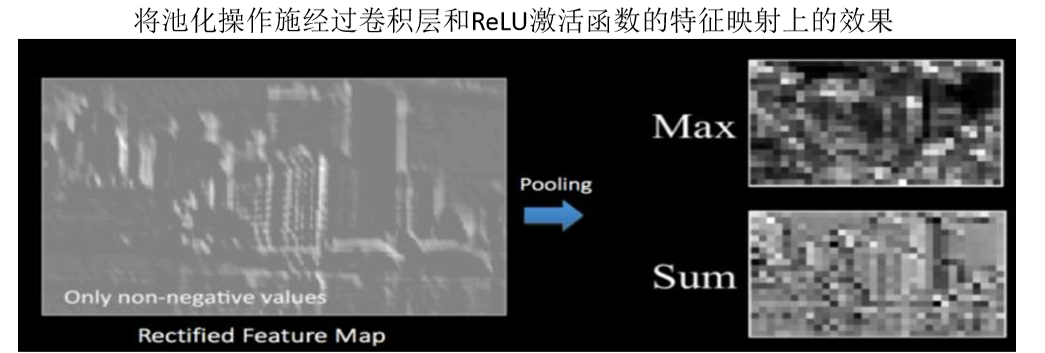 将池化操作施经过卷积层和ReLU激活函数的特征映射上的效果
Max
Pooling
Sum
Only non-negative values
Rectified Feature Map